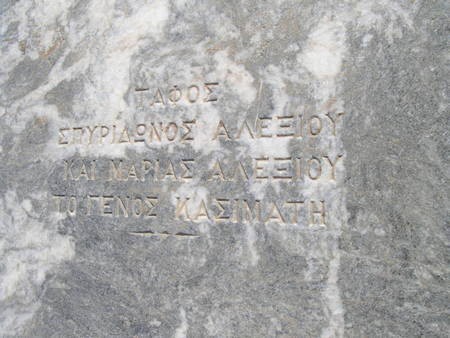 ΤΑΦΟΣ
ΣΠΥΡΙΔΩΝΟΣ ΑΛΕΞΙΟΥ
ΚΑΙ ΜΑΡΙΑΣ ΑΛΕΞΙΟΥ
ΤΟ ΓΕΝΟΣ ΚΑΣΙΜΑΤΗ